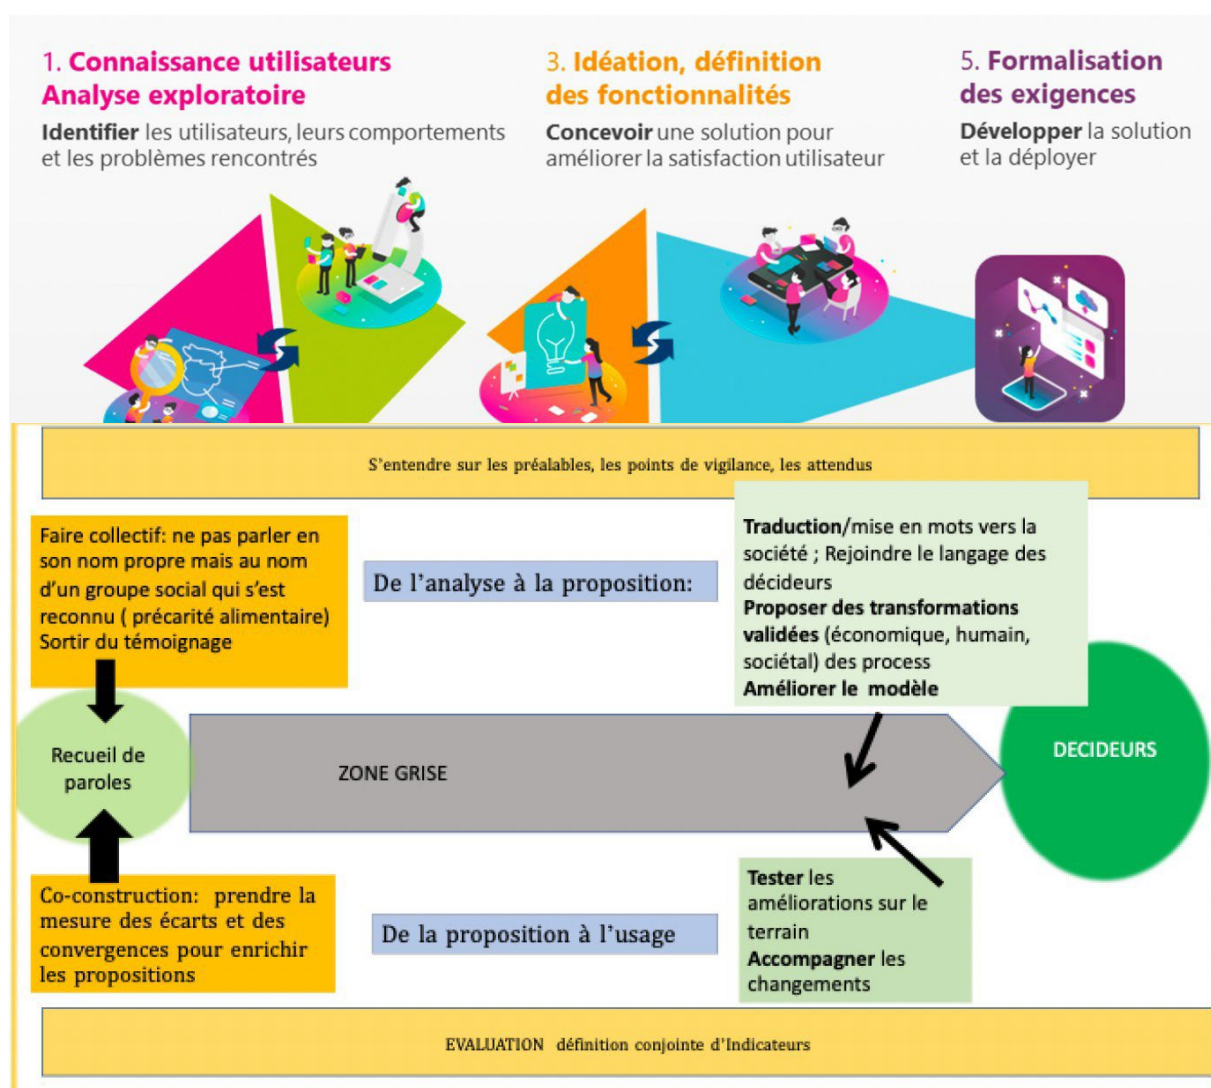 1. Connaissance utilisateurs
Analyse exploratoire
Identifier les utilisateurs, leurs comportements
et les problèmes rencontrés
3. Idéation, définition
des fonctionnalités
Concevoir une solution pour
améliorer la satisfaction utilisateur
5. Formalisation
des exigences
Développer la solution
et la déployer
S'entendre sur les préalables, les points de vigilance, les attendus
Faire collectif: ne pas parler en
son nom propre mais au nom
d'un groupe social qui s'est
reconnu ( précarité alimentaire)
Sortir du témoignage
De l'analyse à la proposition:
Traduction/mise en mots vers la
société ; Rejoindre le langage des
décideurs
Proposer des transformations
validées (économique, humain,
sociétal) des process
Améliorer le modèle
Recueil de
paroles
ZONE GRISE
DECIDEURS
Co-construction: prendre la
mesure des écarts et des
convergences pour enrichir
les propositions
De la proposition à l'usage
Tester les
améliorations sur le
terrain
Accompagner les
changements
EVALUATION définition conjointe d'Indicateurs